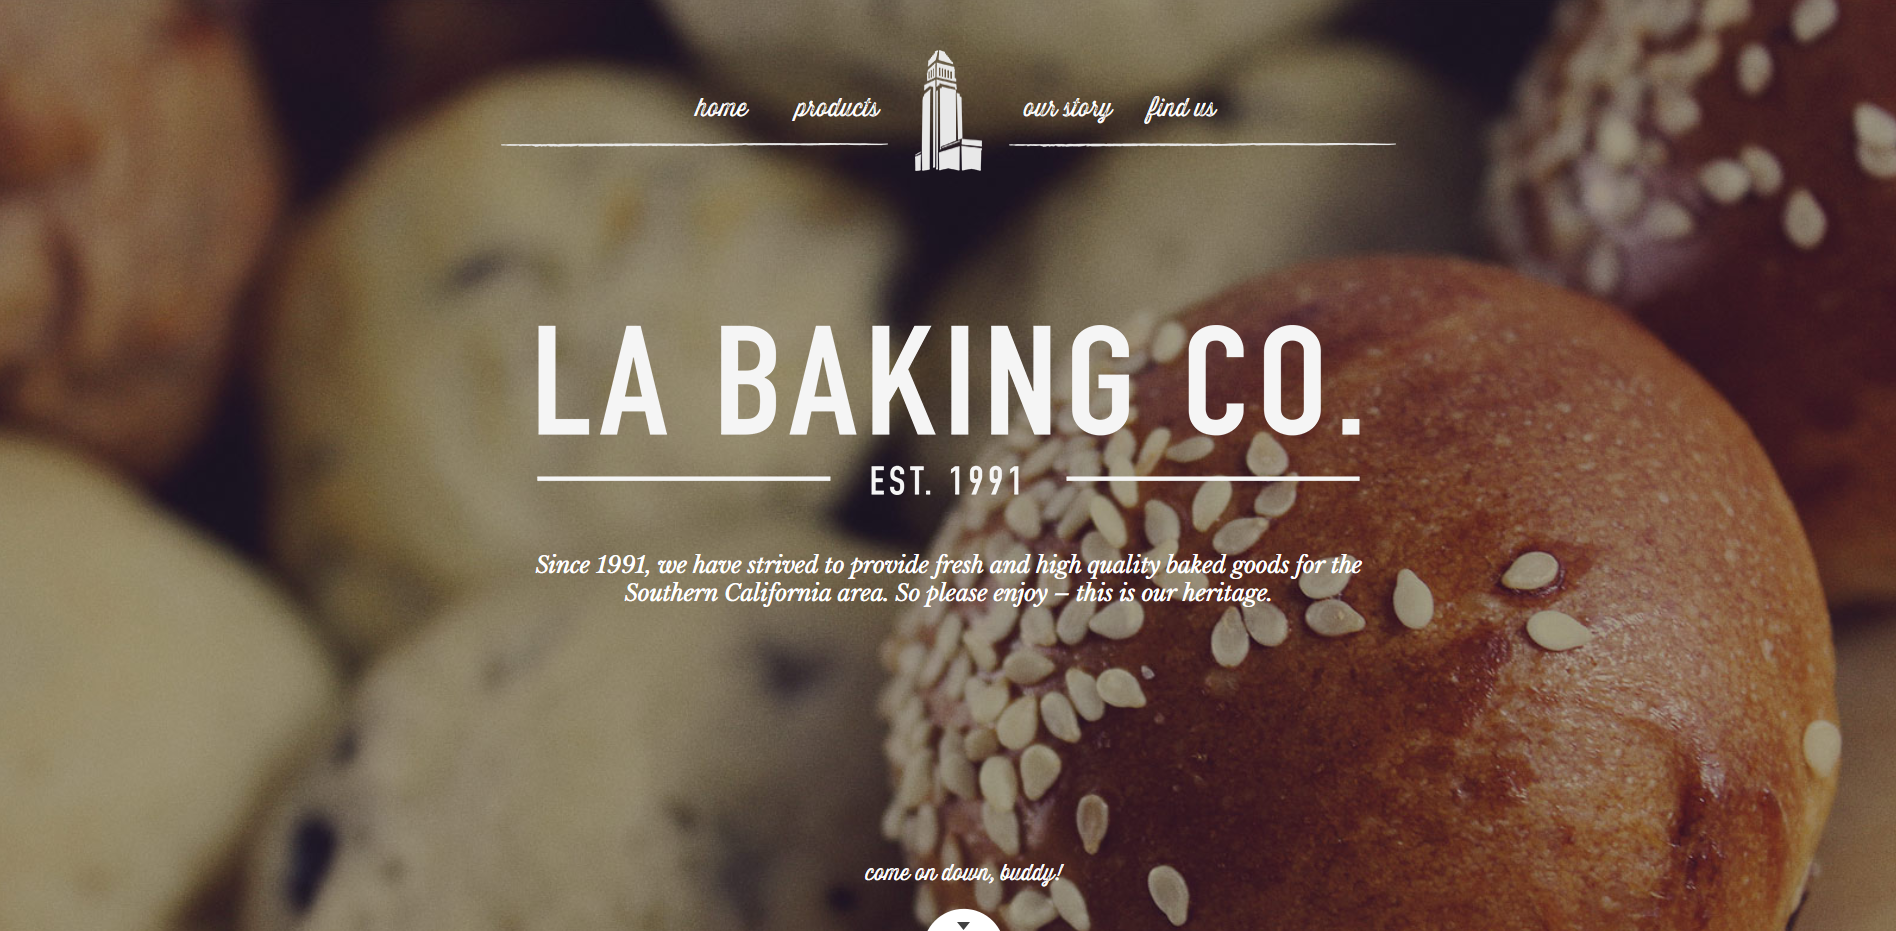 home products our story find us
LA BAKING CO.
EST. 1991
Since 1991, we have strived to provide fresh and high quality baked goods for the
Southern California area. So please enjoy – this is our heritage.
come on down, buddy!